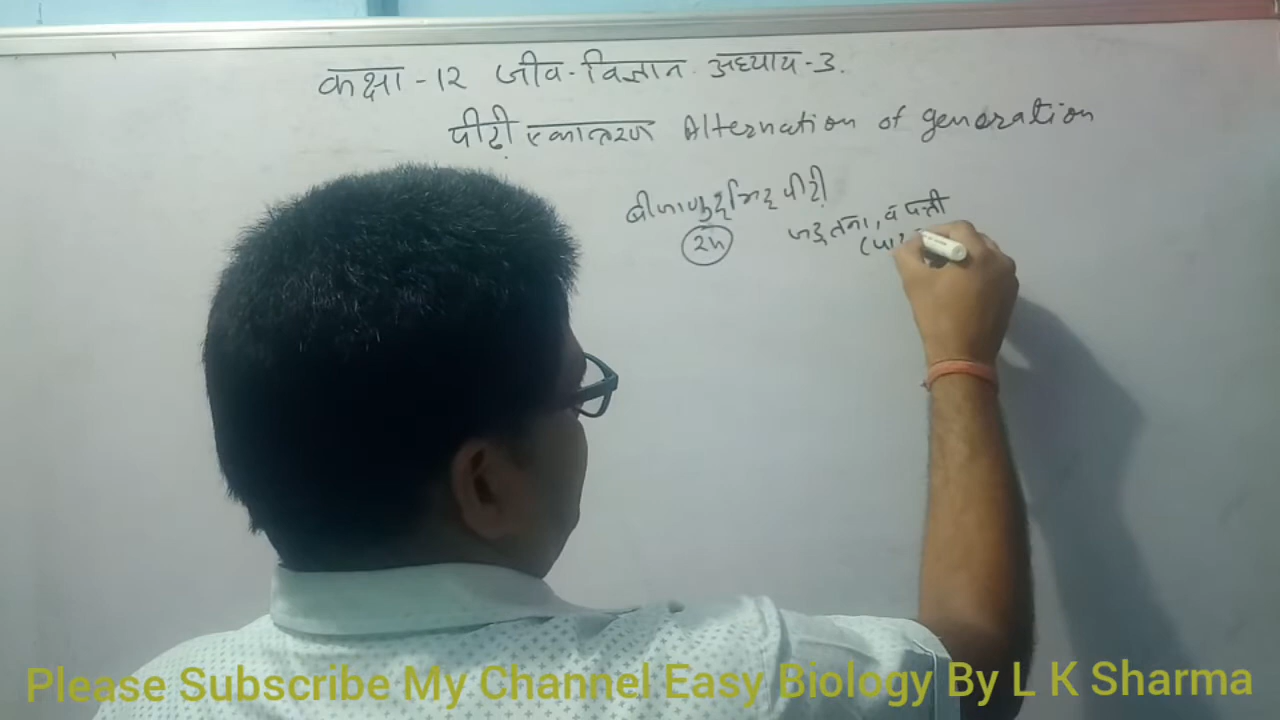 कक्षा - 12 जीव - विज्ञान. अध्याय - 3.
पीढ़ी एकान्तरण Alternation of generation
बीजाणुद्भिद् पीढ़ी
2n
जड़ तना, व पत्ती
(पा
Please Subscribe My Channel Easy Biology By L K Sharma